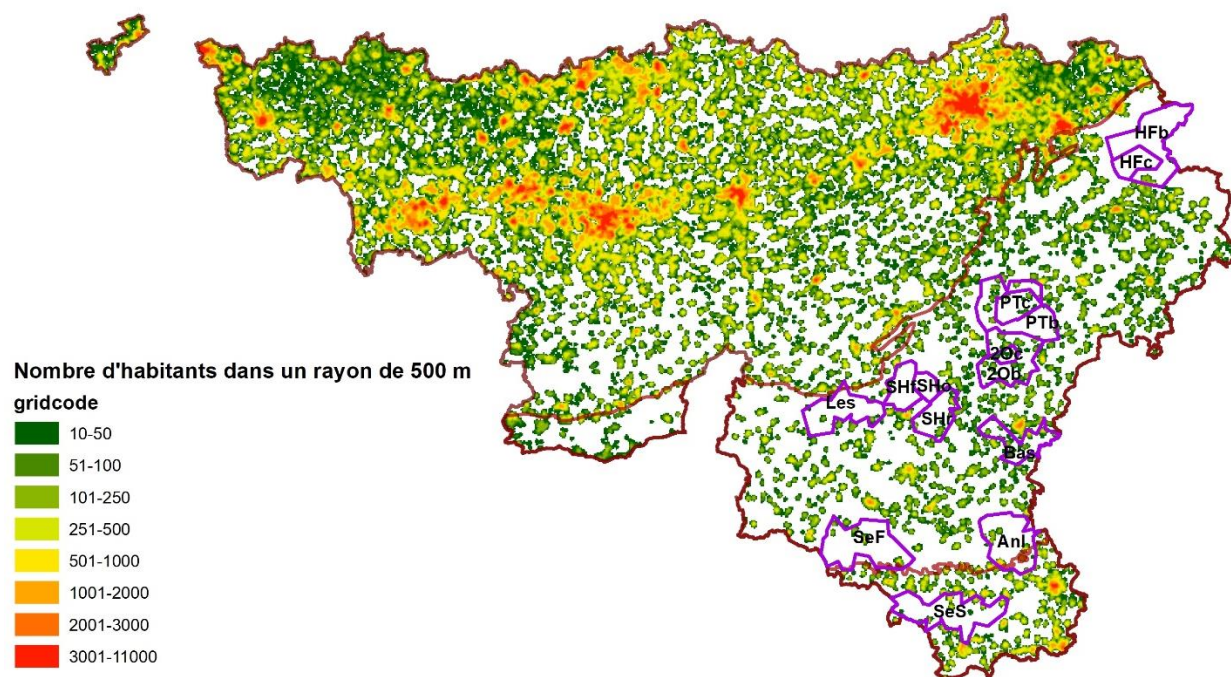 HFb
HFc
PTc
PTb
2Oc
2Ob
SHf
SHo
Les
SHr
Bas
SeF
Anl
SeS
Nombre d'habitants dans un rayon de 500 m
gridcode
10-50
51-100
101-250
251-500
501-1000
1001-2000
2001-3000
3001-11000